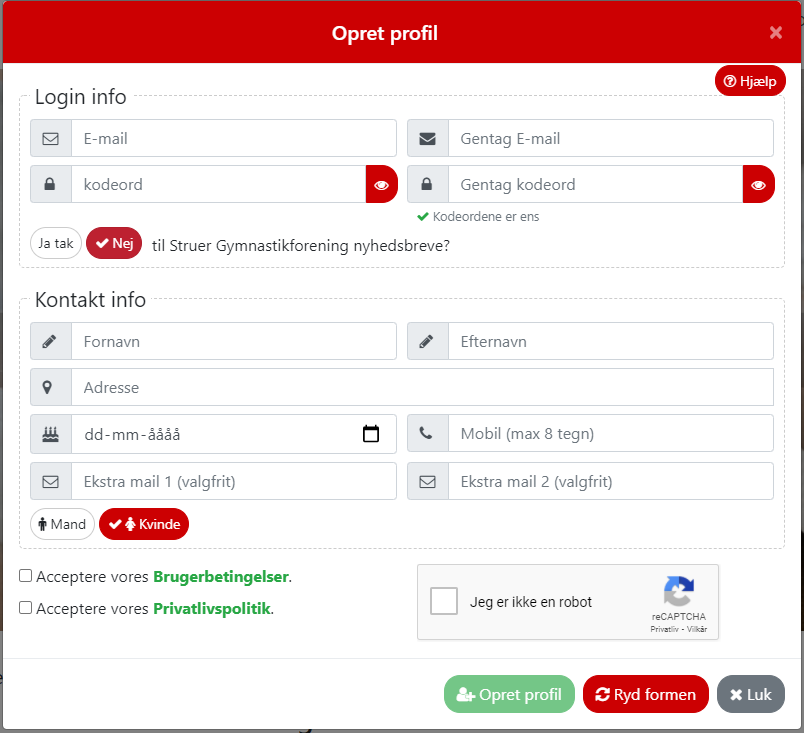 Opret profil
×
Hjælp
Login info
E-mail
Gentag E-mail
kodeord
Gentag kodeord
Kodeordene er ens
Ja tak
Nej
til Struer Gymnastikforening nyhedsbreve?
Kontakt info
Fornavn
Efternavn
Adresse
dd-mm-åååå
Mobil (max 8 tegn)
Ekstra mail 1 (valgfrit)
Ekstra mail 2 (valgfrit)
Mand
Kvinde
Acceptere vores Brugerbetingelser.
Acceptere vores Privatlivspolitik.
Jeg er ikke en robot
reCAPTCHA
Privatliv - Vilkår
Opret profil
Ryd formen
Luk